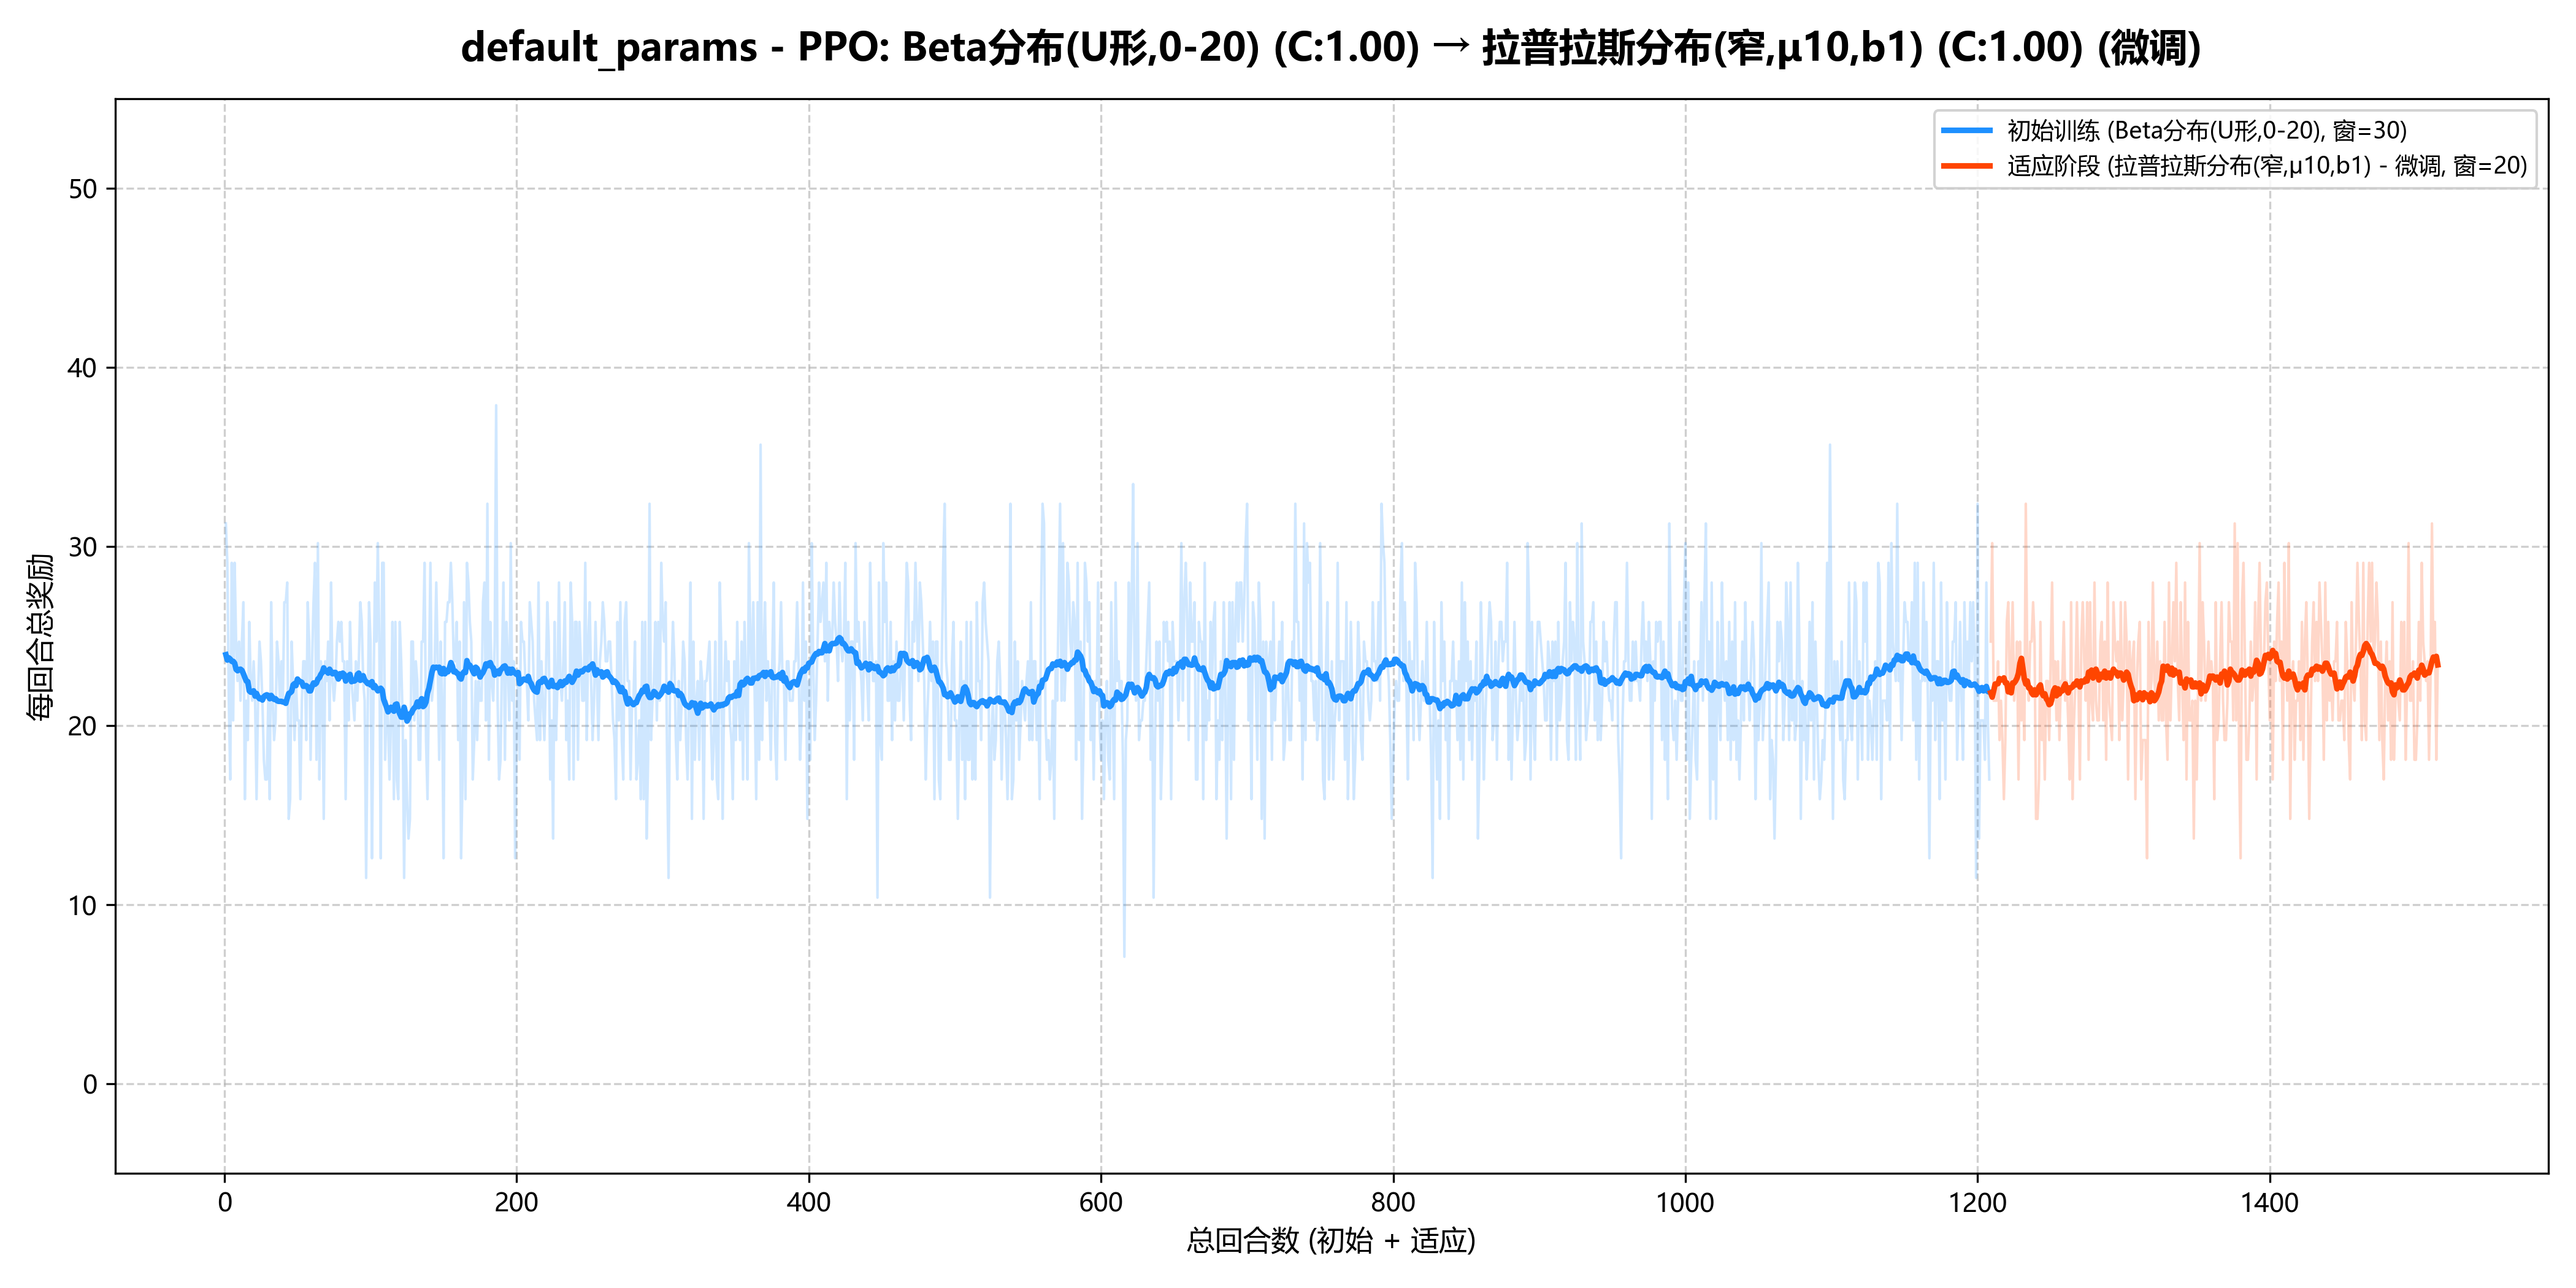 default_params - PPO: Beta分布(U形,0-20) (C:1.00) → 拉普拉斯分布(窄,μ10,b1) (C:1.00) (微调)
初始训练 (Beta分布(U形,0-20), 窗=30)
适应阶段 (拉普拉斯分布(窄,μ10,b1) - 微调, 窗=20)
每回合总奖励
50
40
30
20
10
0
0 200 400 600 800 1000 1200 1400
总回合数 (初始 + 适应)